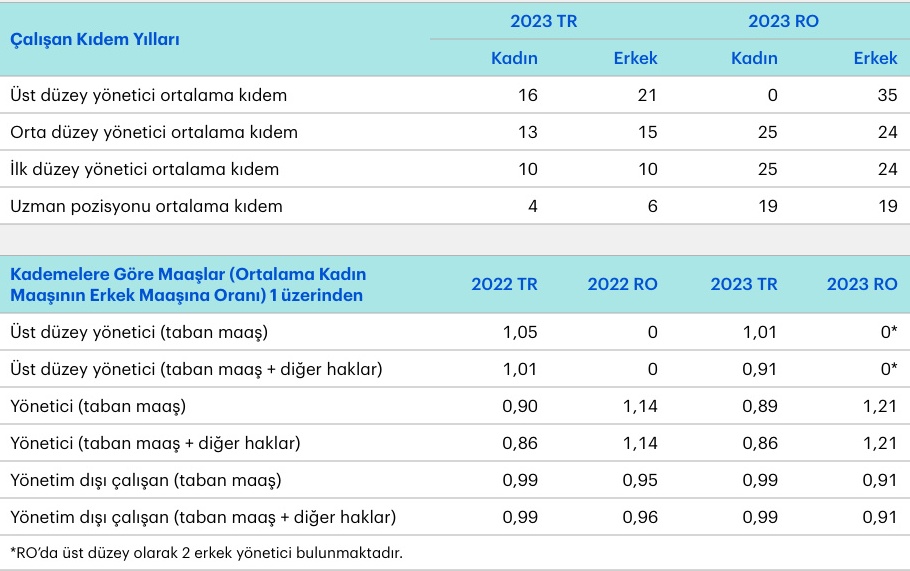 Çalışan Kıdem Yılları 2023 TR 2023 RO
Kadın Erkek Kadın Erkek
Üst düzey yönetici ortalama kıdem 16 21 0 35
Orta düzey yönetici ortalama kıdem 13 15 25 24
İlk düzey yönetici ortalama kıdem 10 10 25 24
Uzman pozisyonu ortalama kıdem 4 6 19 19
Kademelere Göre Maaşlar (Ortalama Kadın
Maaşının Erkek Maaşına Oranı) 1 üzerinden 2022 TR 2022 RO 2023 TR 2023 RO
Üst düzey yönetici (taban maaş) 1,05 0 1,01 0*
Üst düzey yönetici (taban maaş + diğer haklar) 1,01 0 0,91 0*
Yönetici (taban maaş) 0,90 1,14 0,89 1,21
Yönetici (taban maaş + diğer haklar) 0,86 1,14 0,86 1,21
Yönetim dışı çalışan (taban maaş) 0,99 0,95 0,99 0,91
Yönetim dışı çalışan (taban maaş + diğer haklar) 0,99 0,96 0,99 0,91
*RO’da üst düzey olarak 2 erkek yönetici bulunmaktadır.